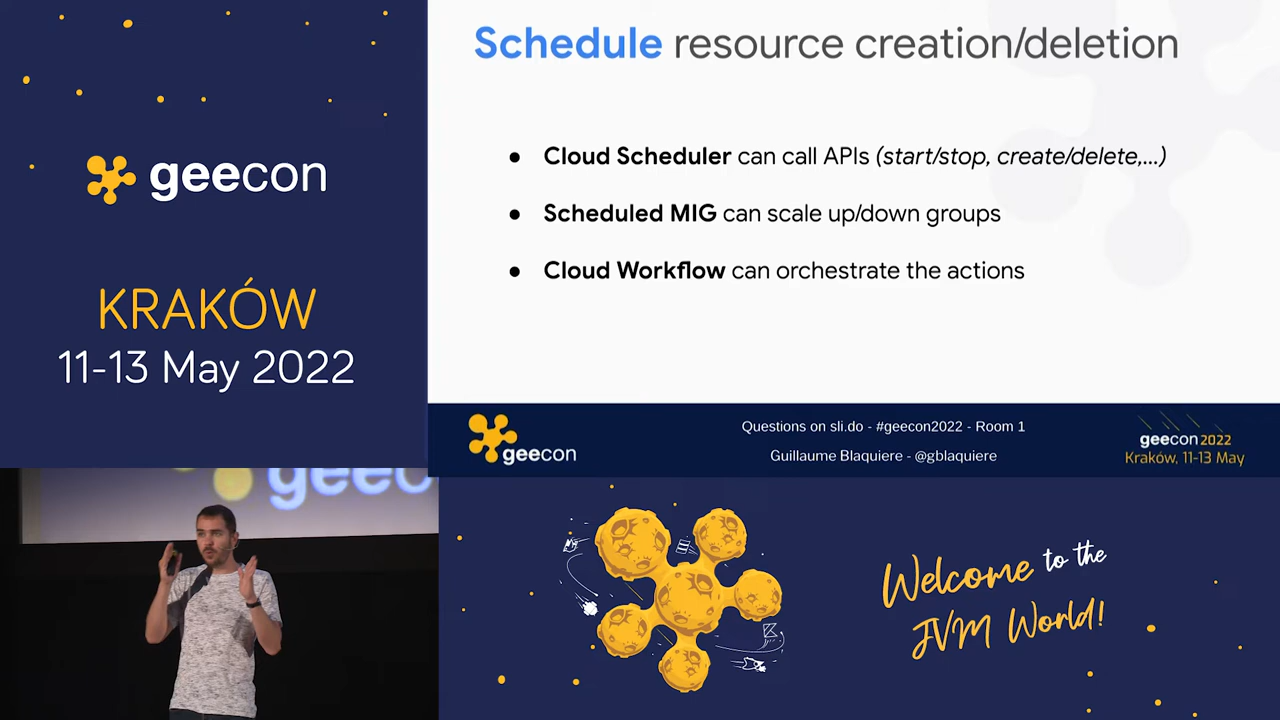 geecon
KRAKÓW
11-13 May 2022
Schedule resource creation/deletion
● Cloud Scheduler can call APIs (start/stop, create/delete,...)
● Scheduled MIG can scale up/down groups
● Cloud Workflow can orchestrate the actions
geecon
Questions on sli.do - #geecon2022 - Room 1
Guillaume Blaquiere - @gblaquiere
geecon 2022
Kraków, 11-13 May
geec
Welcome to the
JVM World!